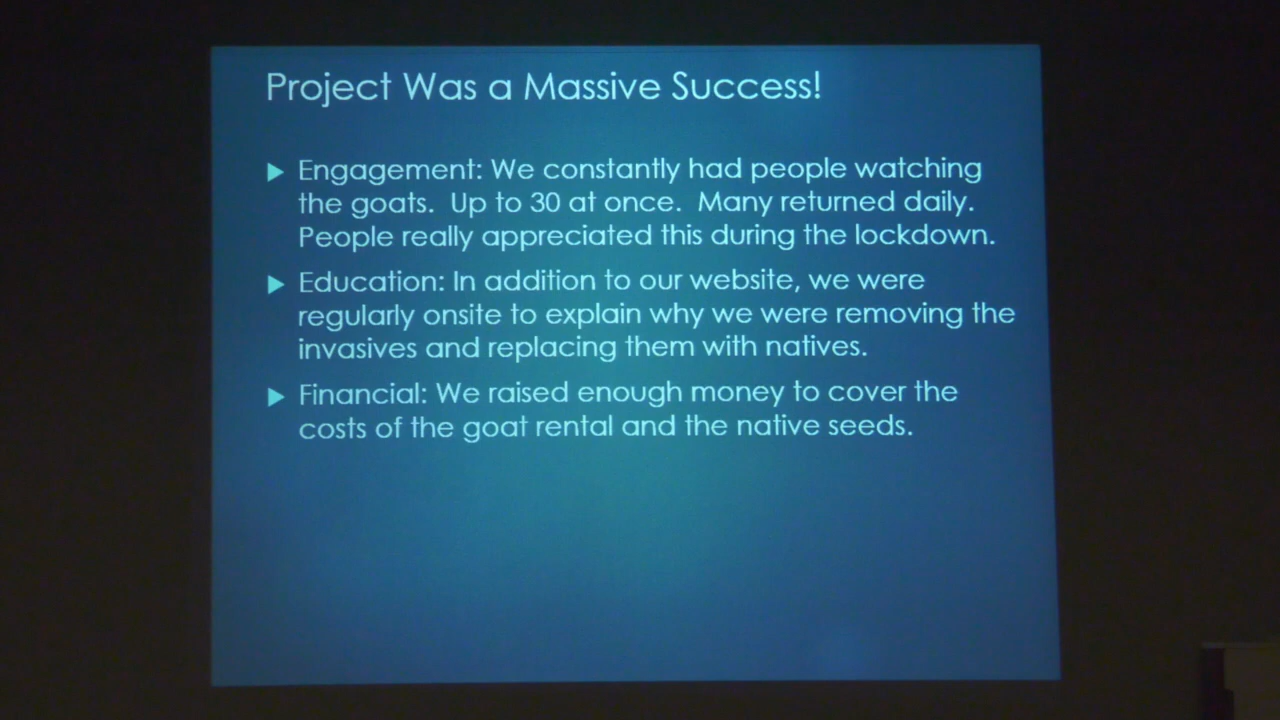 Project Was a Massive Success!
Engagement: We constantly had people watching
the goats. Up to 30 at once. Many returned daily.
People really appreciated this during the lockdown.
Education: In addition to our website, we were
regularly onsite to explain why we were removing the
invasives and replacing them with natives.
Financial: We raised enough money to cover the
costs of the goat rental and the native seeds.